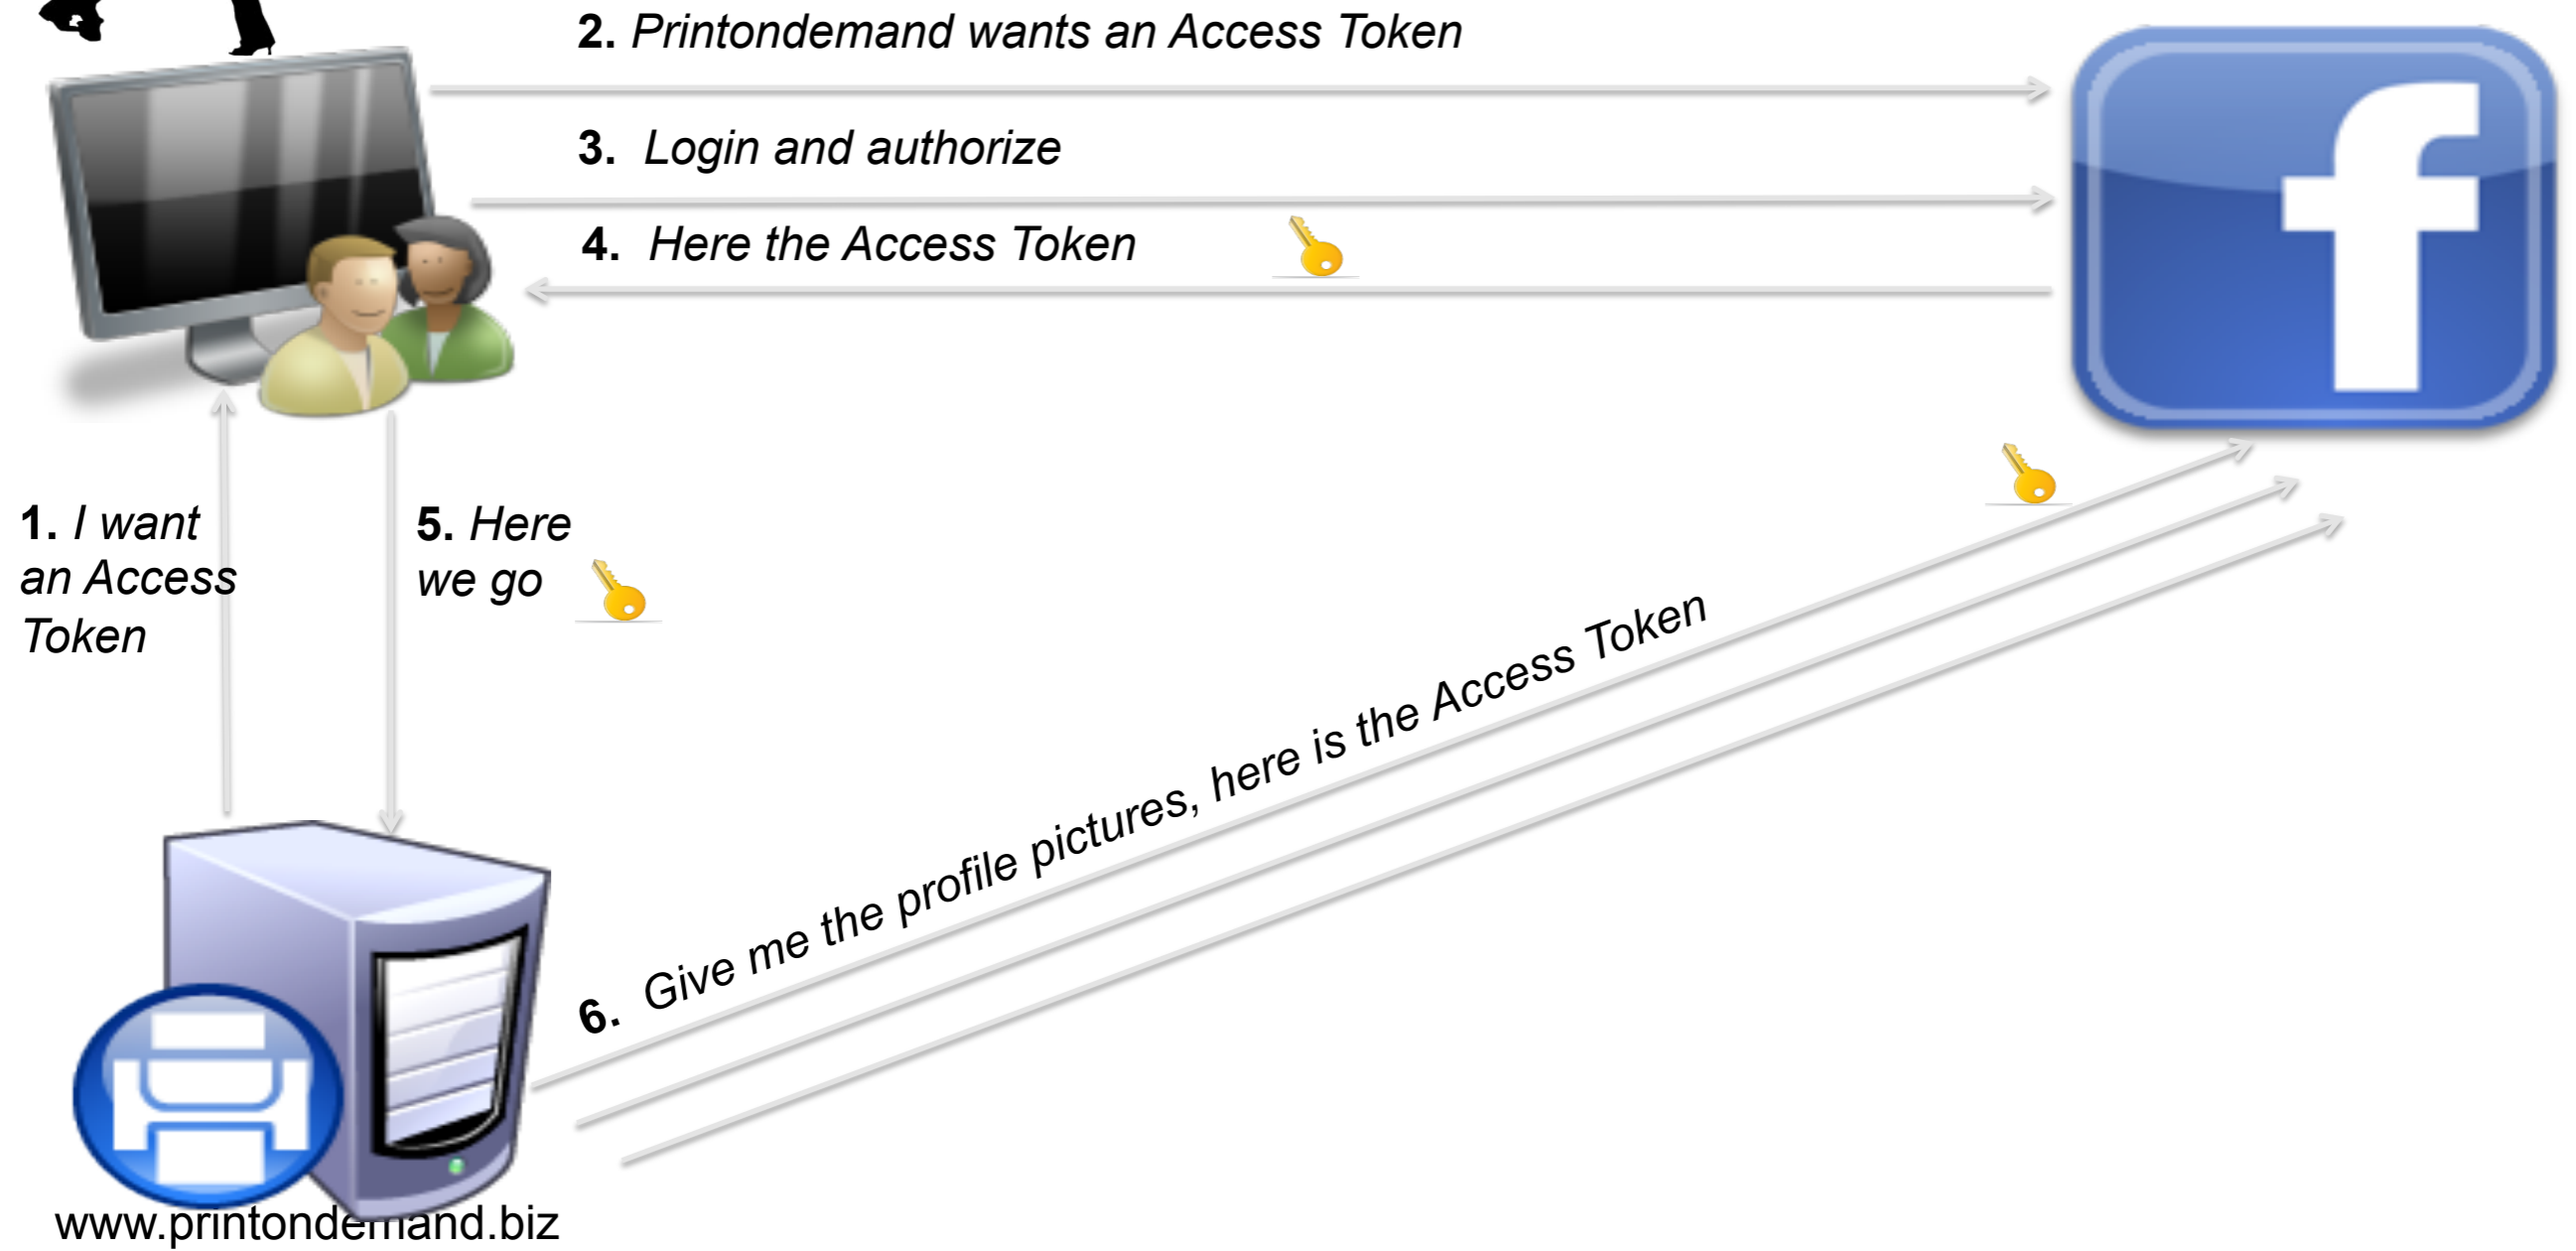 2. Printondemand wants an Access Token
3. Login and authorize
4. Here the Access Token
1. I want
an Access
Token
5. Here
we go
6. Give me the profile pictures, here is the Access Token
www.printondemand.biz